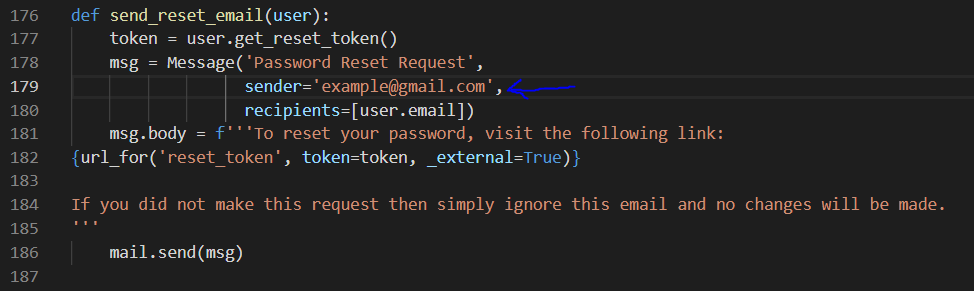 176 def send_reset_email(user):
177     token = user.get_reset_token()
178     msg = Message('Password Reset Request',
179                   sender='example@gmail.com',
180                   recipients=[user.email])
181     msg.body = f'''To reset your password, visit the following link:
182 {url_for('reset_token', token=token, _external=True)}
183
184 If you did not make this request then simply ignore this email and no changes will be made.
185 '''
186     mail.send(msg)
187